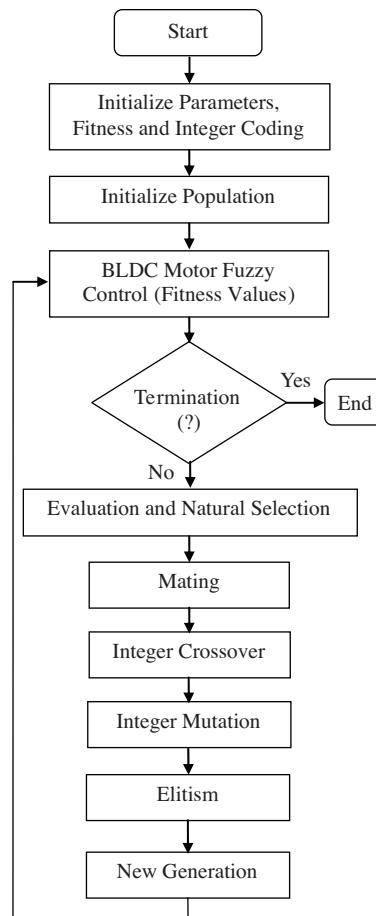 Start
Initialize Parameters,
Fitness and Integer Coding
Initialize Population
BLDC Motor Fuzzy
Control (Fitness Values)
Termination
(?)
Yes
End
No
Evaluation and Natural Selection
Mating
Integer Crossover
Integer Mutation
Elitism
New Generation